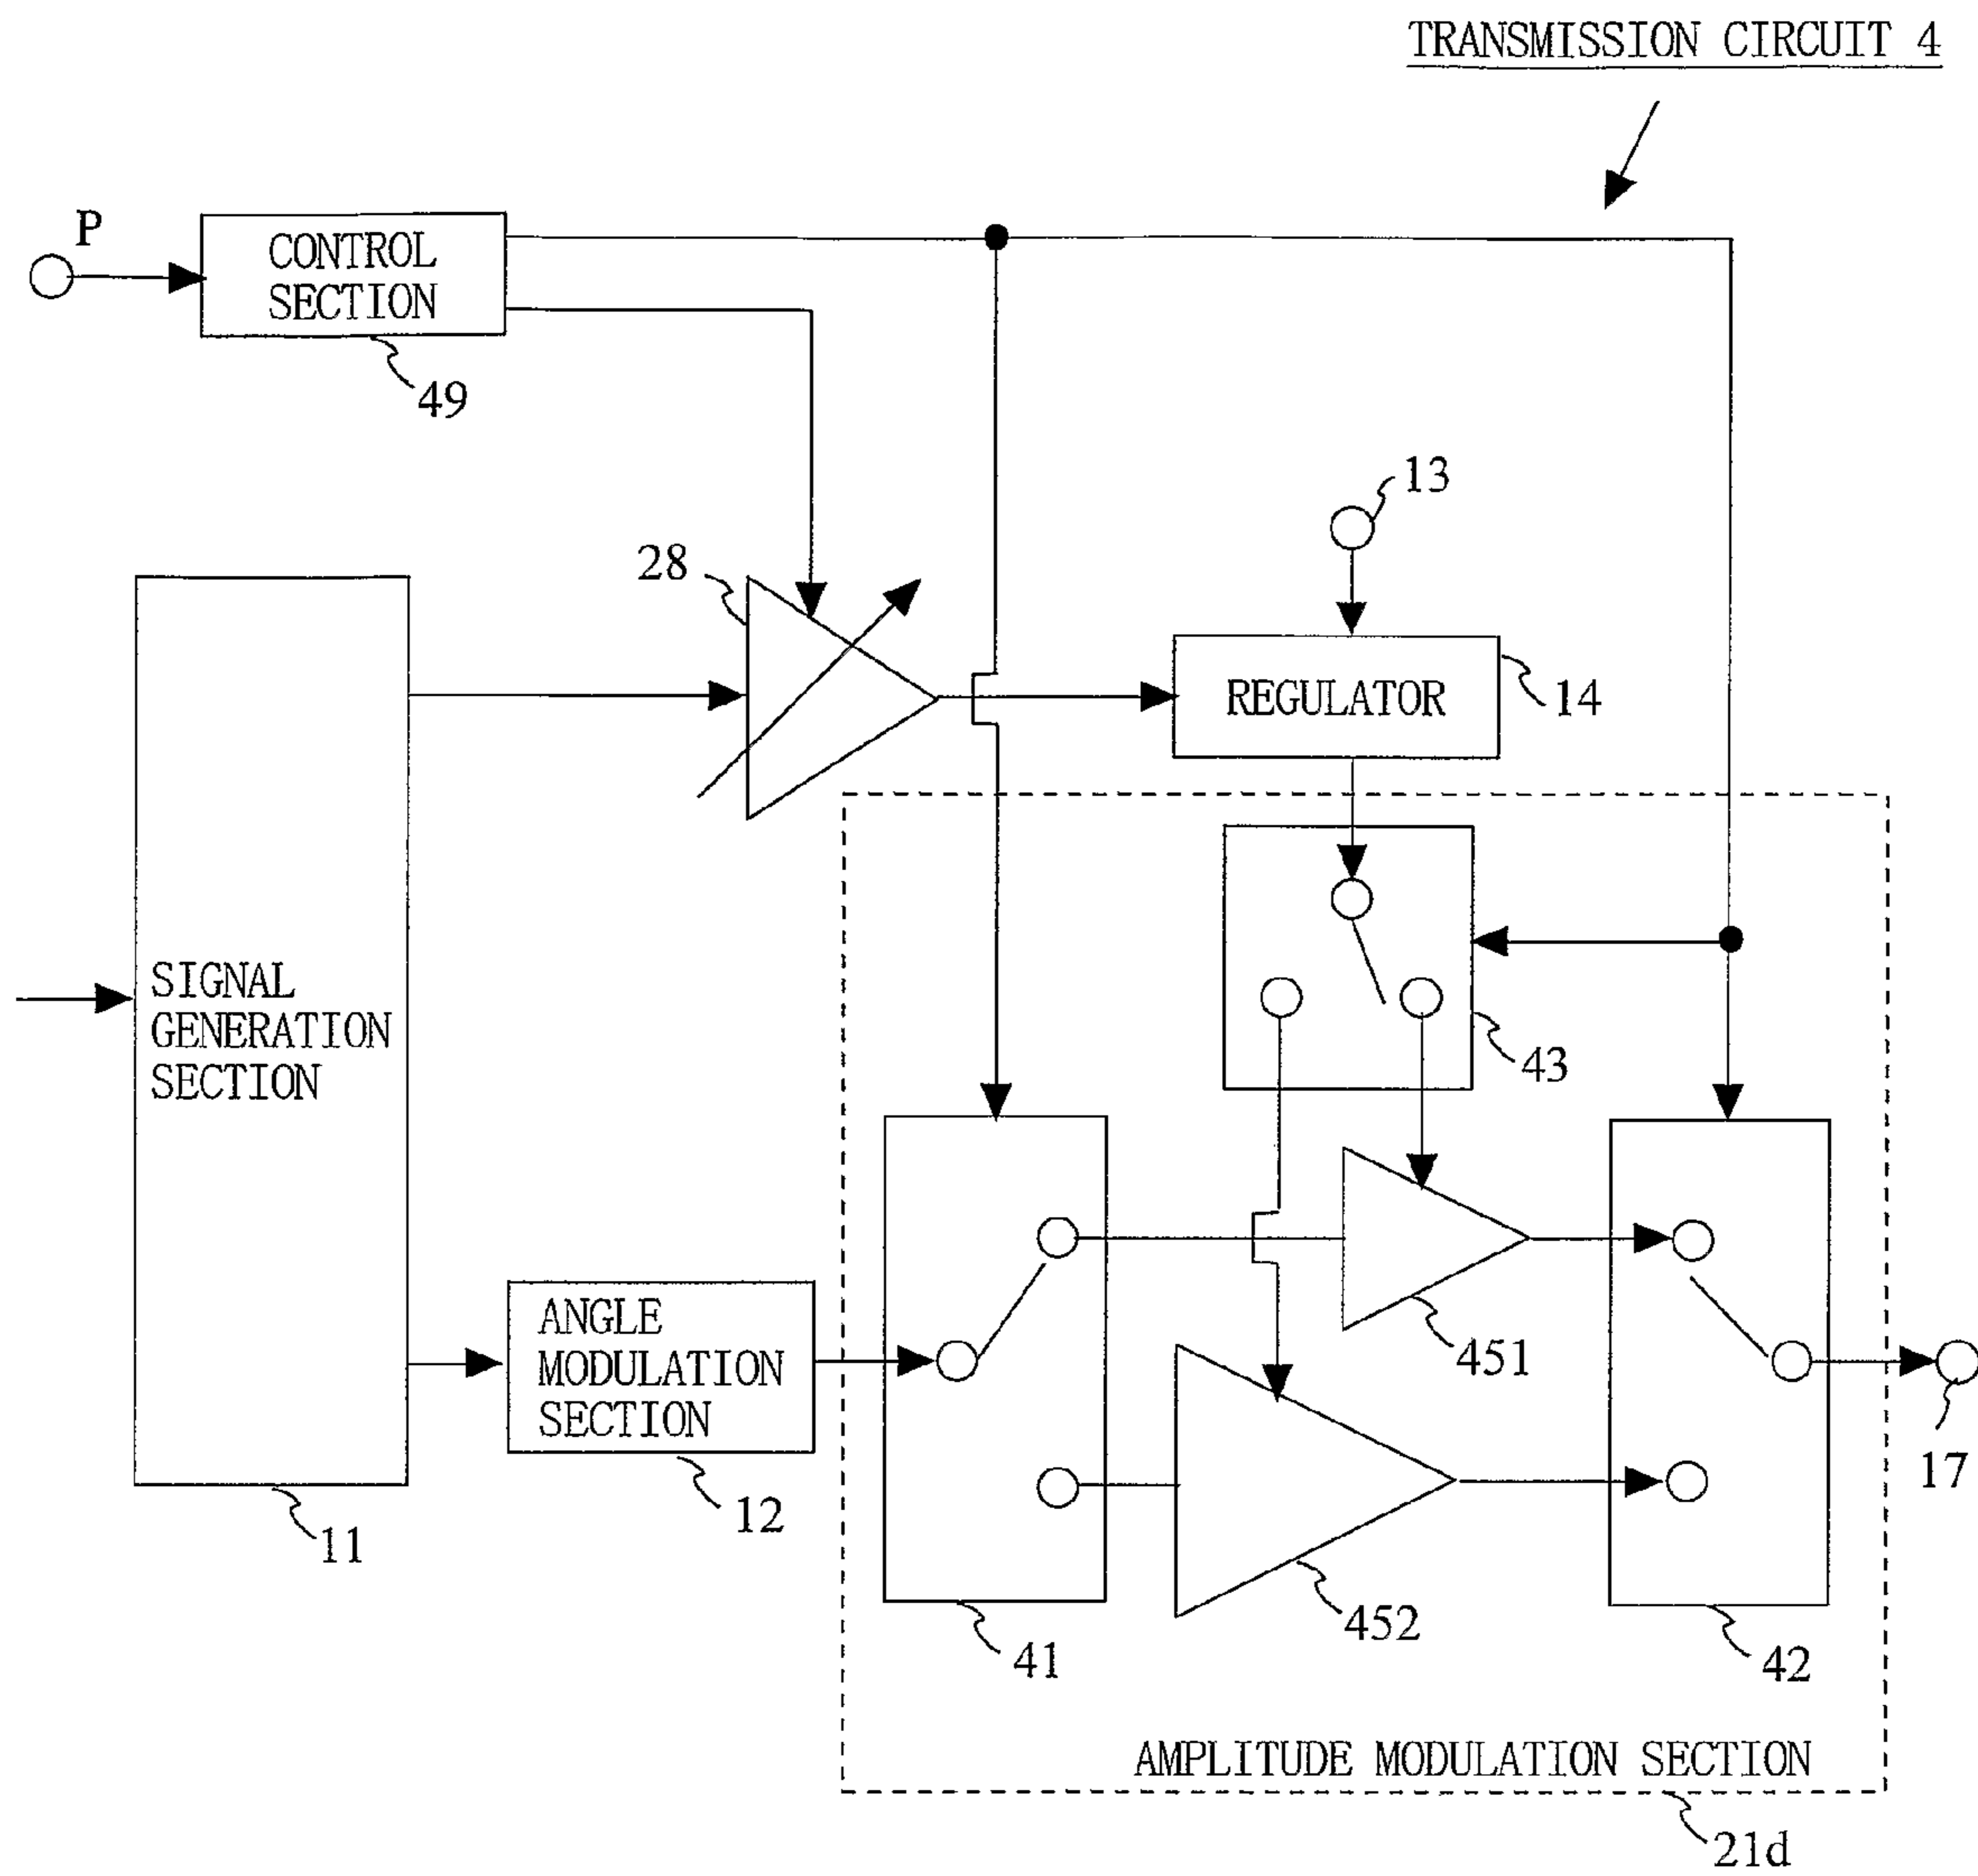 TRANSMISSION CIRCUIT 4
P
CONTROL
SECTION
49
13
28
REGULATOR
14
SIGNAL
GENERATION
SECTION
43
ANGLE
MODULATION
SECTION
451
17
12
11
452
41
42
AMPLITUDE MODULATION SECTION
21d